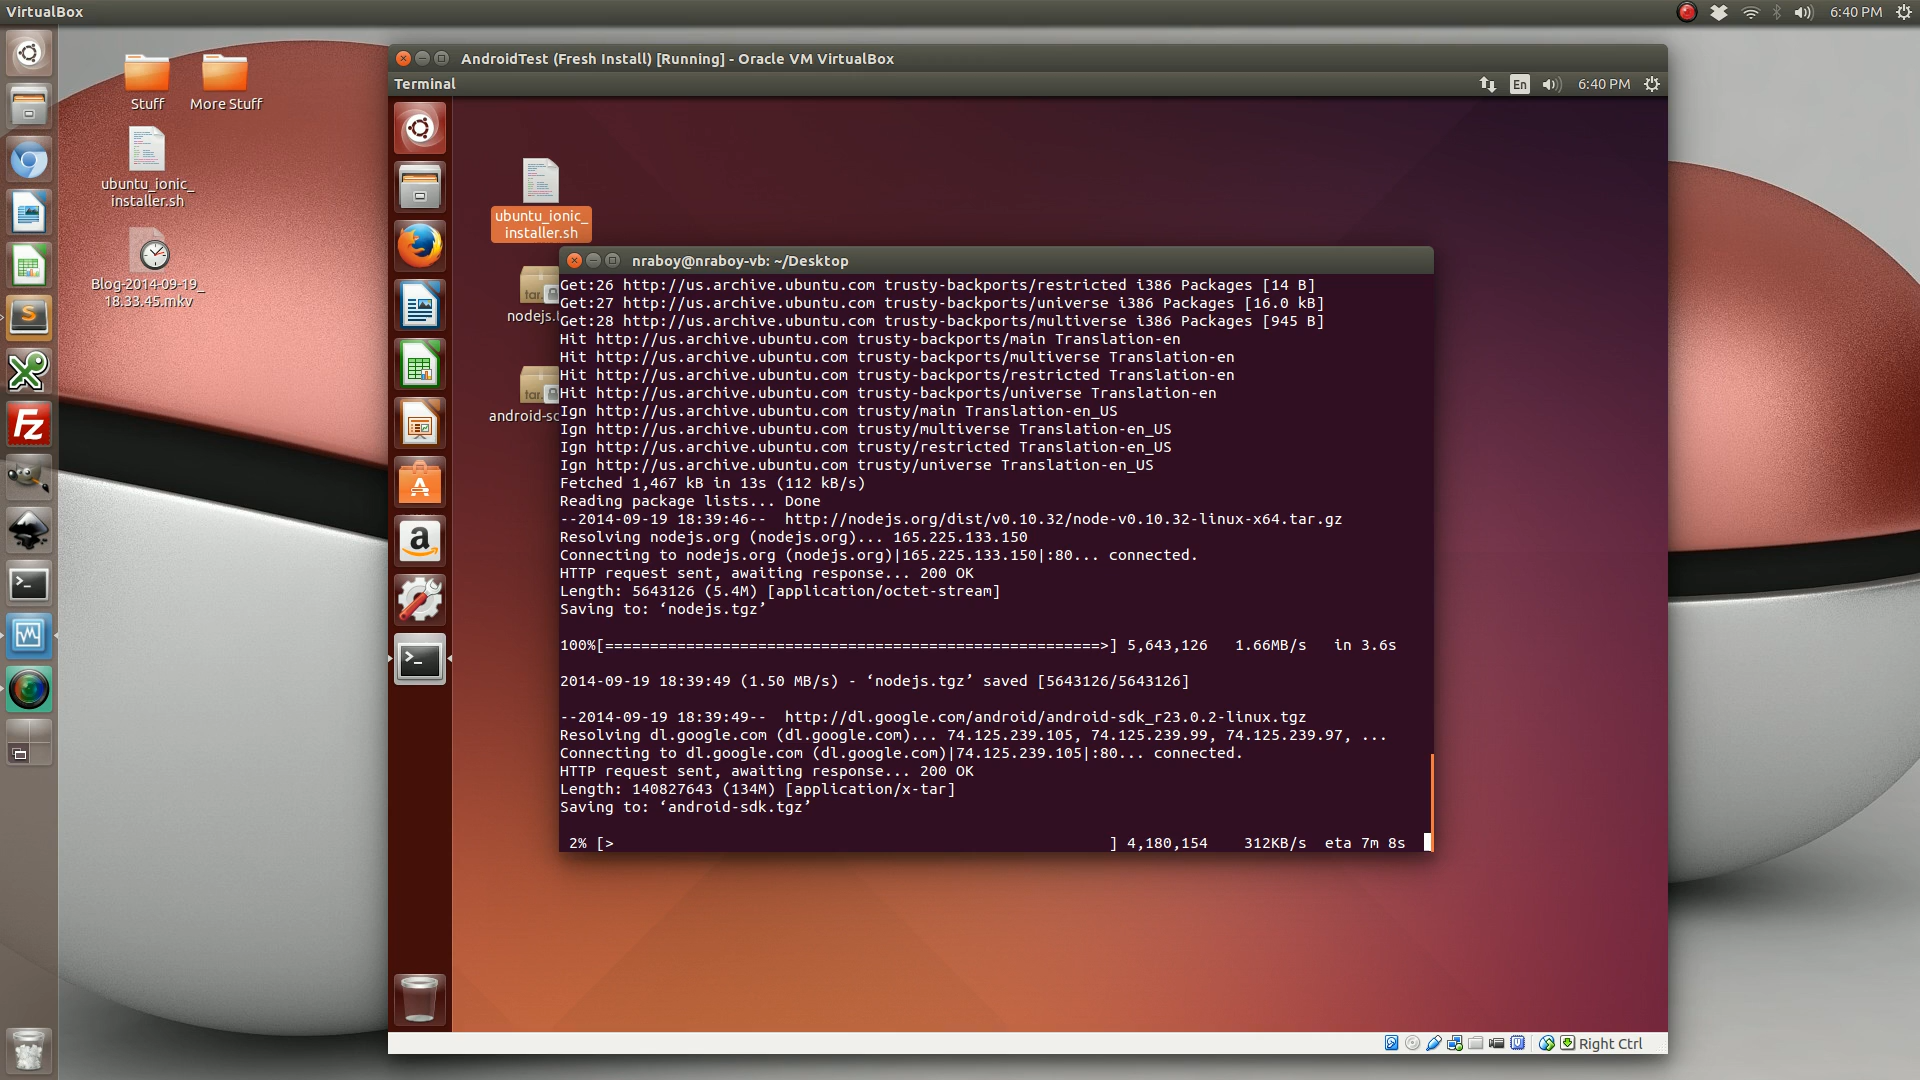 VirtualBox
6:40 PM
Stuff
More Stuff
ubuntu_ionic_
installer.sh
Blog-2014-09-19_
18.33.45.mkv
AndroidTest (Fresh Install) [Running] - Oracle VM VirtualBox
Terminal
En
6:40 PM
ubuntu_ionic_
installer.sh
nodejs.t
android-sd
nraboy@nraboy-vb: ~/Desktop
Get:26 http://us.archive.ubuntu.com trusty-backports/restricted i386 Packages [14 B]
Get:27 http://us.archive.ubuntu.com trusty-backports/universe i386 Packages [16.0 kB]
Get:28 http://us.archive.ubuntu.com trusty-backports/multiverse i386 Packages [945 B]
Hit http://us.archive.ubuntu.com trusty-backports/main Translation-en
Hit http://us.archive.ubuntu.com trusty-backports/multiverse Translation-en
Hit http://us.archive.ubuntu.com trusty-backports/restricted Translation-en
Hit http://us.archive.ubuntu.com trusty-backports/universe Translation-en
Ign http://us.archive.ubuntu.com trusty/main Translation-en_US
Ign http://us.archive.ubuntu.com trusty/multiverse Translation-en_US
Ign http://us.archive.ubuntu.com trusty/restricted Translation-en_US
Ign http://us.archive.ubuntu.com trusty/universe Translation-en_US
Fetched 1,467 kB in 13s (112 kB/s)
Reading package lists... Done
--2014-09-19 18:39:46--  http://nodejs.org/dist/v0.10.32/node-v0.10.32-linux-x64.tar.gz
Resolving nodejs.org (nodejs.org)... 165.225.133.150
Connecting to nodejs.org (nodejs.org)|165.225.133.150|:80... connected.
HTTP request sent, awaiting response... 200 OK
Length: 5643126 (5.4M) [application/octet-stream]
Saving to: ‘nodejs.tgz’
100%[=======================================================>] 5,643,126   1.66MB/s   in 3.6s
2014-09-19 18:39:49 (1.50 MB/s) - ‘nodejs.tgz’ saved [5643126/5643126]
--2014-09-19 18:39:49--  http://dl.google.com/android/android-sdk_r23.0.2-linux.tgz
Resolving dl.google.com (dl.google.com)... 74.125.239.105, 74.125.239.99, 74.125.239.97, ...
Connecting to dl.google.com (dl.google.com)|74.125.239.105|:80... connected.
HTTP request sent, awaiting response... 200 OK
Length: 140827643 (134M) [application/x-tar]
Saving to: ‘android-sdk.tgz’
2% [>                                                       ] 4,180,154    312KB/s  eta 7m 8s
Right Ctrl